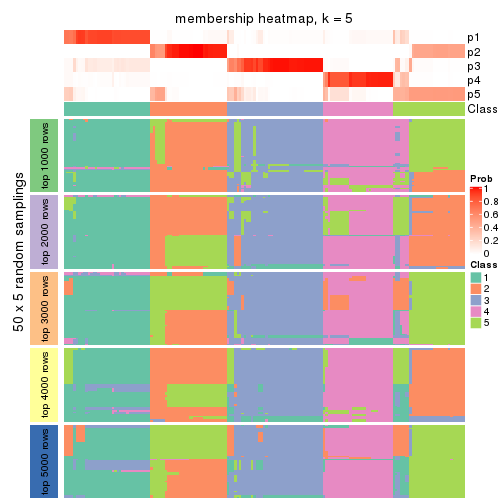 membership heatmap, k = 5
p1
p2
p3
p4
p5
Class
50 x 5 random samplings
top 1000 rows
top 2000 rows
top 3000 rows
top 4000 rows
top 5000 rows
Prob
1
0.8
0.6
0.4
0.2
0
Class
1
2
3
4
5